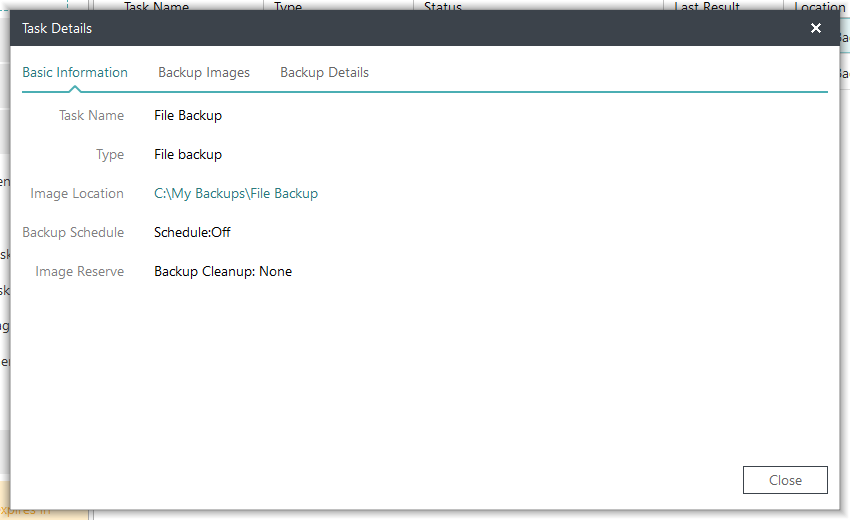 Task Name Type Status Last Result Location
Task Details
Basic Information Backup Images Backup Details
Task Name File Backup
Type File backup
Image Location C:\My Backups\File Backup
Backup Schedule Schedule:Off
Image Reserve Backup Cleanup: None
Close